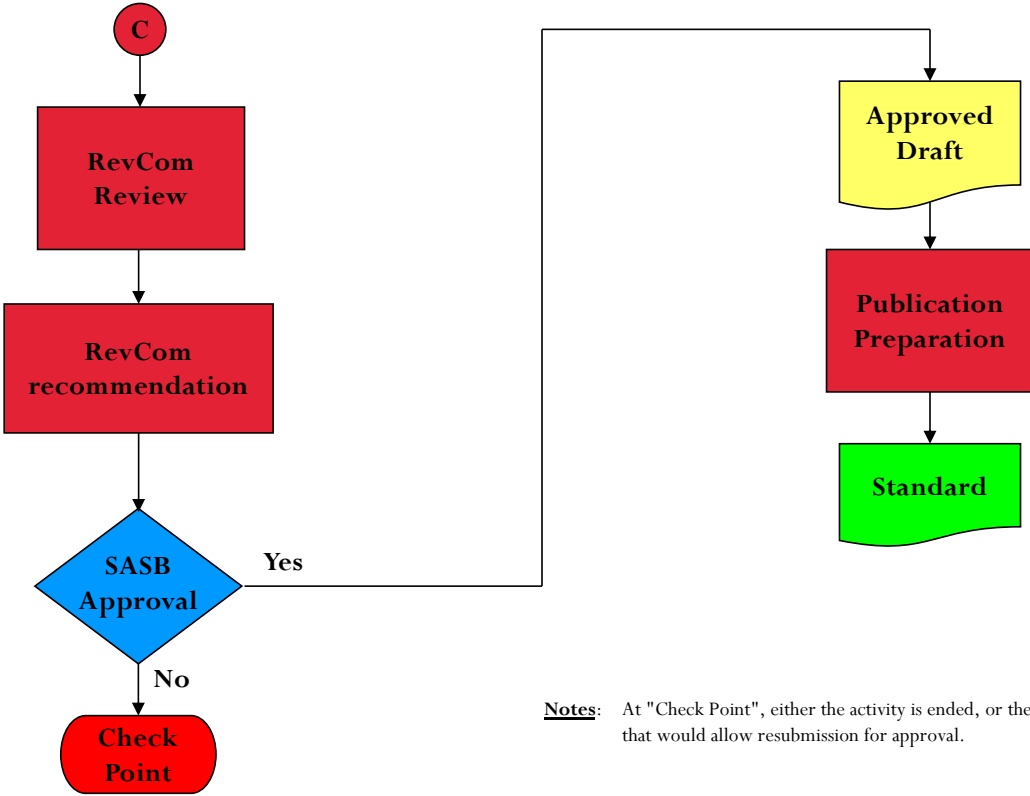 C
RevCom
Review
RevCom
recommendation
SASB
Approval
Yes
No
Check
Point
Approved
Draft
Publication
Preparation
Standard
Notes: At "Check Point", either the activity is ended, or the
that would allow resubmission for approval.